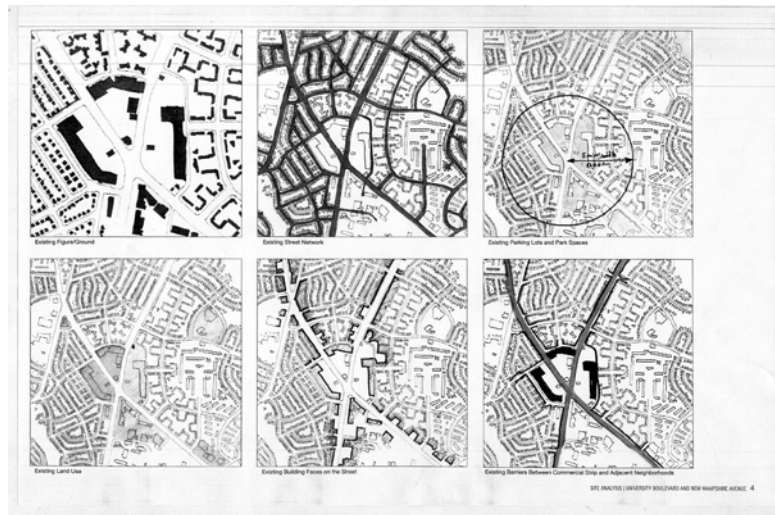 Existing Figure/Ground
Existing Street Network
Existing Parking Lots and Park Spaces
Existing Land Use
Existing Building Faces on the Street
Existing Barriers Between Commercial Strip and Adjacent Neighborhoods
SITE ANALYSIS | UNIVERSITY BOULEVARD AND NEW HAMPSHIRE AVENUE 4